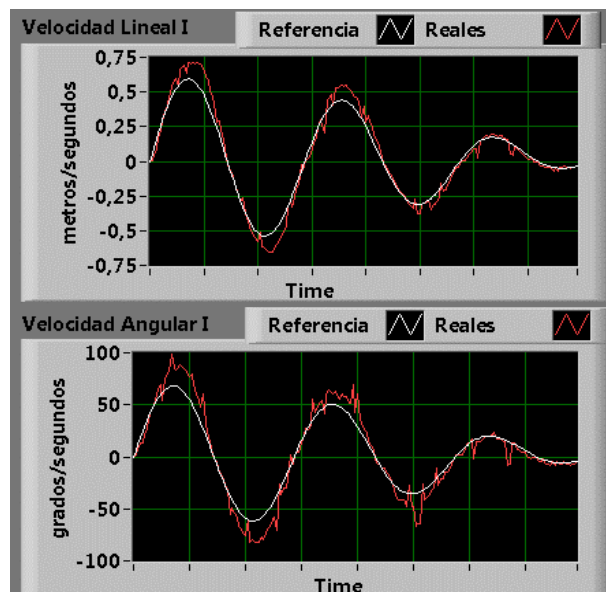 Velocidad Lineal I Referencia Reales
0,75
0,5
0,25
0
-0,25
-0,5
-0,75
metros/segundos
Time
Velocidad Angular I Referencia Reales
100
50
0
-50
-100
grados/segundos
Time